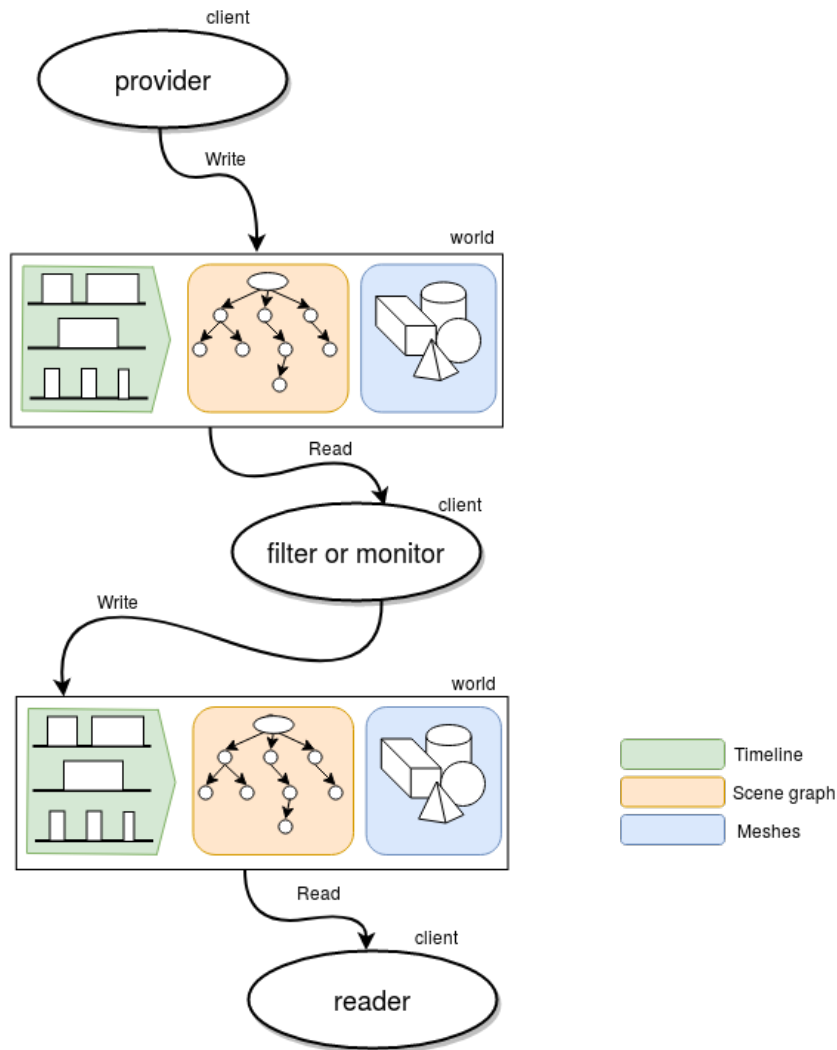 client
provider
Write
world
Read
client
filter or monitor
Write
world
Timeline
Scene graph
Meshes
Read
client
reader